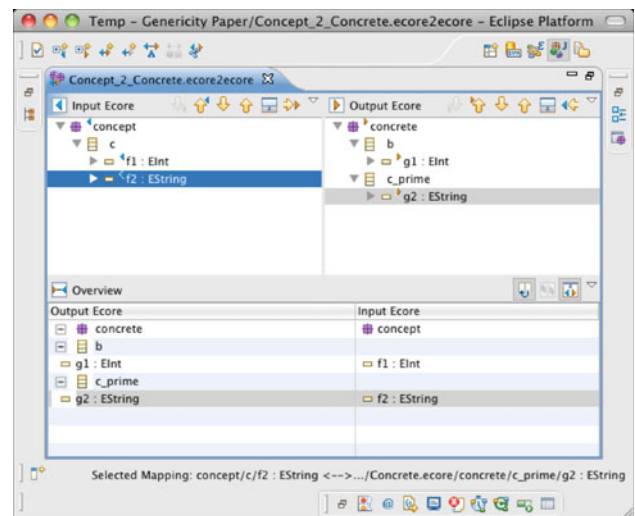 Temp - Genericity Paper/Concept_2_Concrete.ecore2ecore - Eclipse Platform
Concept_2_Concrete.ecore2ecore
Input Ecore
Output Ecore
concept
concrete
c
b
f1 : EInt
g1 : EInt
f2 : EString
c_prime
g2 : EString
Overview
Output Ecore
Input Ecore
concrete
concept
b
g1 : EInt
f1 : EInt
c_prime
g2 : EString
f2 : EString
Selected Mapping: concept/c/f2 : EString <-->.../Concrete.ecore/concrete/c_prime/g2 : EString